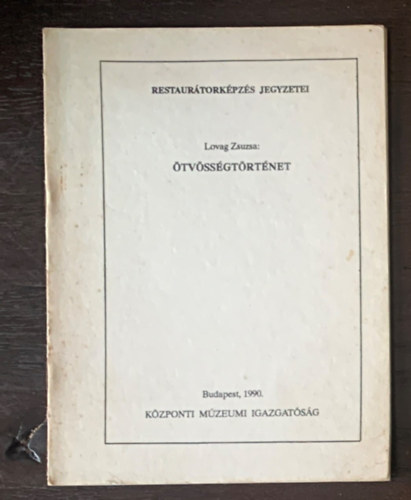 RESTAURÁTORKÉPZÉS JEGYZETEI
Lovag Zsuzsa:
ÖTVÖSSÉGTÖRTÉNET
Budapest, 1990.
KÖZPONTI MÚZEUMI IGAZGATÓSÁG